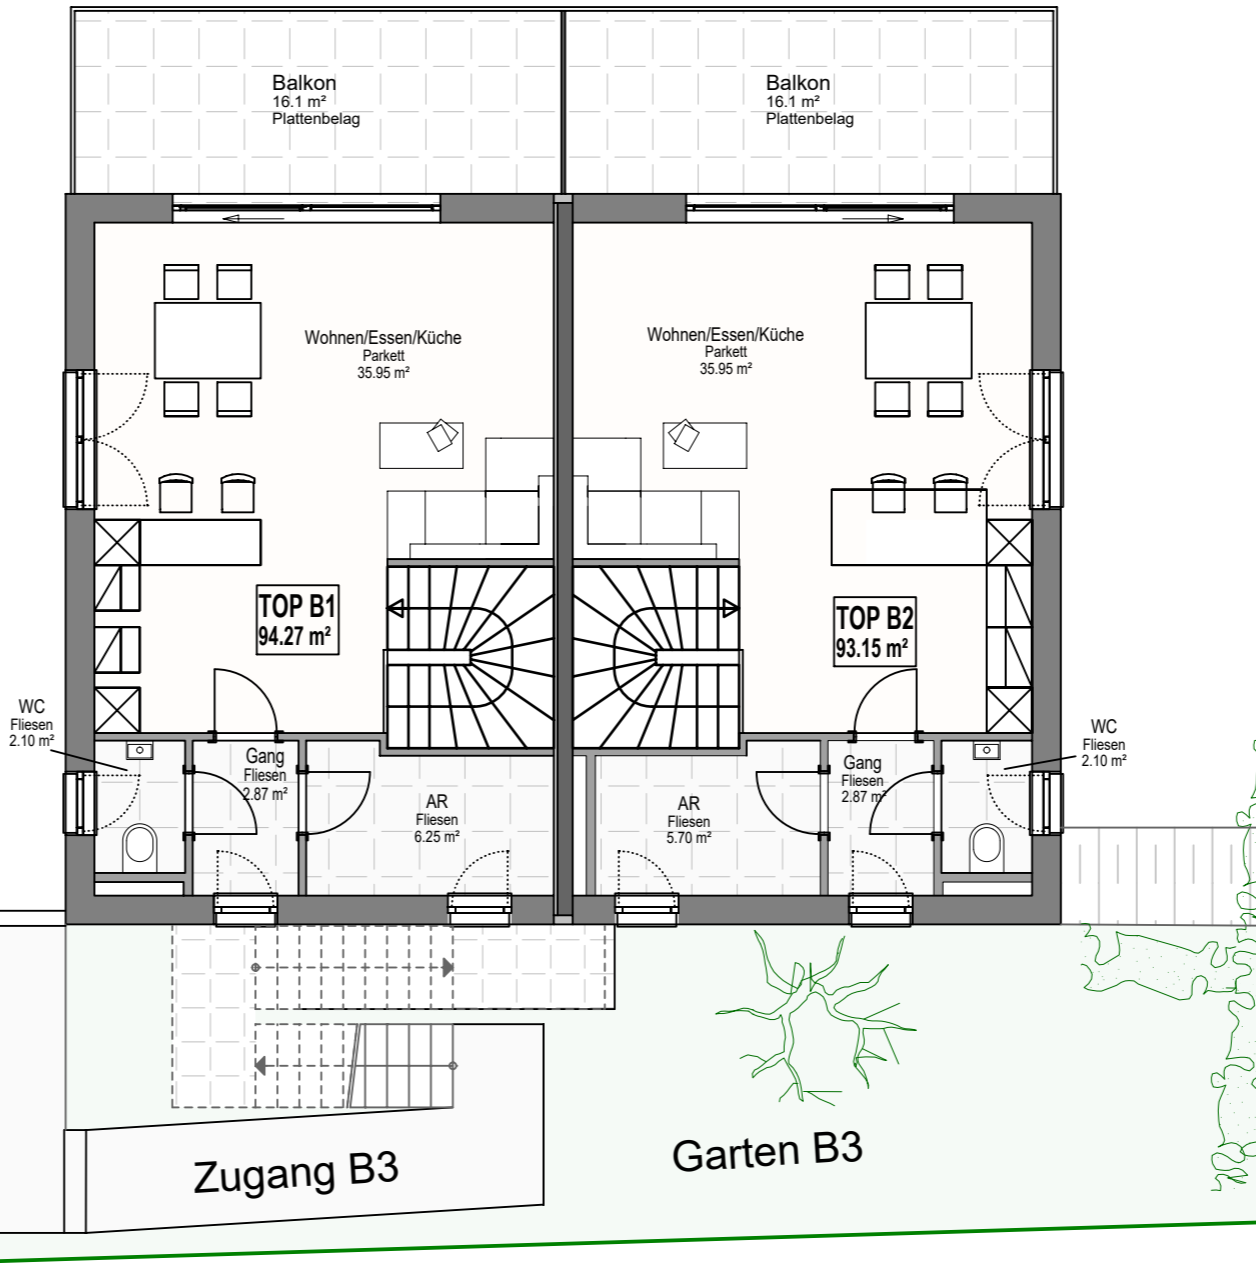 Balkon
16.1 m²
Plattenbelag
Balkon
16.1 m²
Plattenbelag
Wohnen/Essen/Küche
Parkett
35.95 m²
Wohnen/Essen/Küche
Parkett
35.95 m²
TOP B1
94.27 m²
TOP B2
93.15 m²
WC
Fliesen
2.10 m²
Gang
Fliesen
2.87 m²
AR
Fliesen
6.25 m²
AR
Fliesen
5.70 m²
Gang
Fliesen
2.87 m²
WC
Fliesen
2.10 m²
Zugang B3
Garten B3